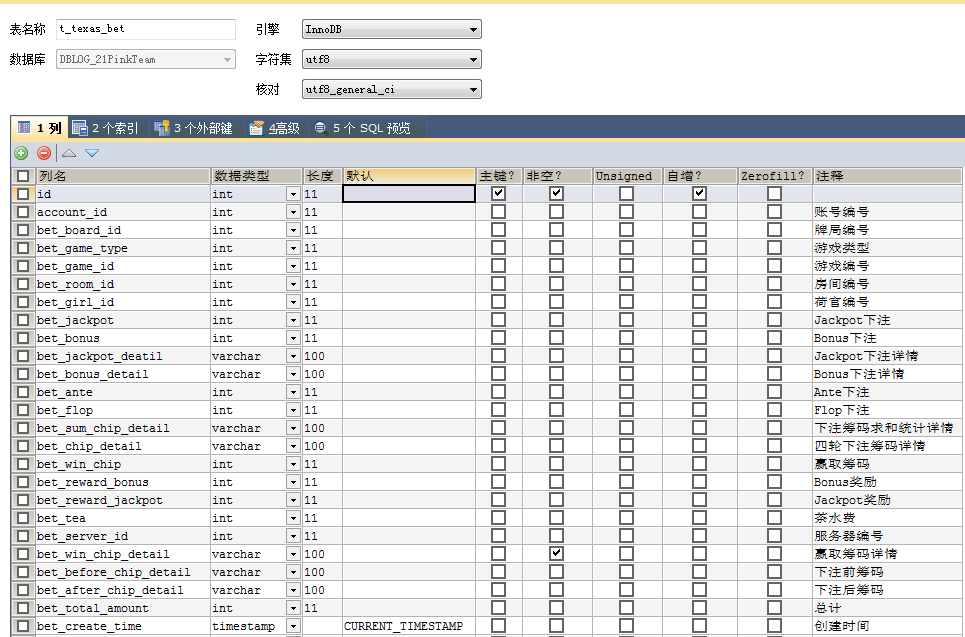 表名称 t_texas_bet 引擎 InnoDB
数据库 DBLOG_21PinkTeam 字符集 utf8
核对 utf8_general_ci
1 列 2 个索引 3 个外部键 4高级 5 个 SQL 预览
列名 数据类型 长度 默认 主键? 非空? Unsigned 自增? Zerofill? 注释
id int 11
account_id int 11 账号编号
bet_board_id int 11 牌局编号
bet_game_type int 11 游戏类型
bet_game_id int 11 游戏编号
bet_room_id int 11 房间编号
bet_girl_id int 11 荷官编号
bet_jackpot int 11 Jackpot下注
bet_bonus int 11 Bonus下注
bet_jackpot_deatil varchar 100 Jackpot下注详情
bet_bonus_detail varchar 100 Bonus下注详情
bet_ante int 11 Ante下注
bet_flop int 11 Flop下注
bet_sum_chip_detail varchar 100 下注筹码求和统计详情
bet_chip_detail varchar 100 四轮下注筹码详情
bet_win_chip int 11 赢取筹码
bet_reward_bonus int 11 Bonus奖励
bet_reward_jackpot int 11 Jackpot奖励
bet_tea int 11 茶水费
bet_server_id int 11 服务器编号
bet_win_chip_detail varchar 100 赢取筹码详情
bet_before_chip_detail varchar 100 下注前筹码
bet_after_chip_detail varchar 100 下注后筹码
bet_total_amount int 11 总计
bet_create_time timestamp CURRENT_TIMESTAMP 创建时间